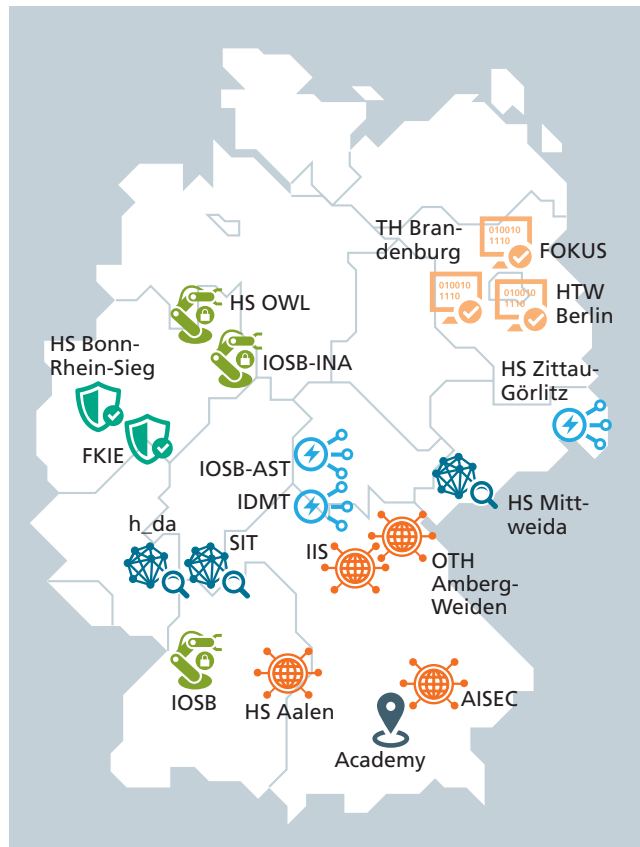 TH Bran-
denburg
010010
1110
FOKUS
010010
1110
010010
1110
HTW
Berlin
HS OWL
HS Bonn-
Rhein-Sieg
IOSB-INA
HS Zittau-
Görlitz
FKIE
IOSB-AST
IDMT
HS Mitt-
weida
h_da
SIT
IIS
OTH
Amberg-
Weiden
IOSB
HS Aalen
AISEC
Academy